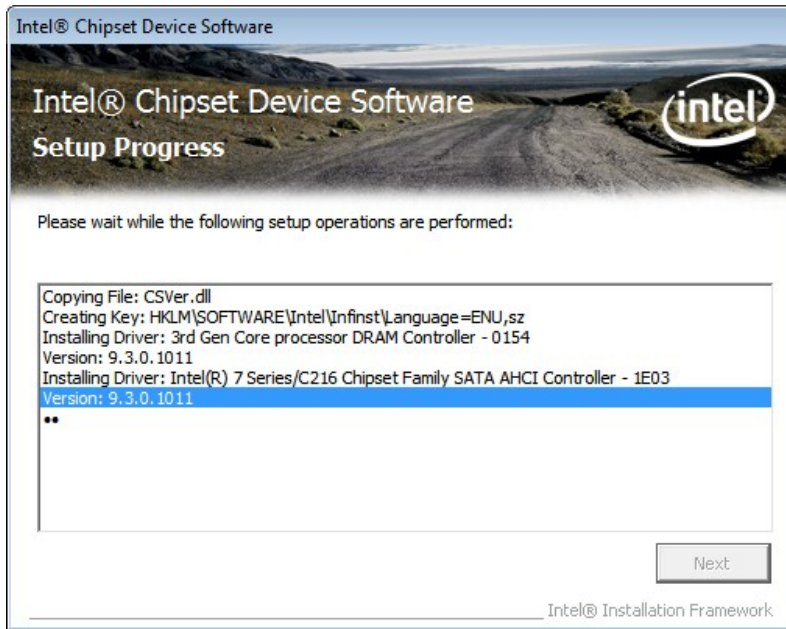 Intel® Chipset Device Software
Intel® Chipset Device Software
intel
Setup Progress
Please wait while the following setup operations are performed:
Copying File: CSVer.dll
Creating Key: HKLM\SOFTWARE\Intel\Infinst\Language=ENU,sz
Installing Driver: 3rd Gen Core processor DRAM Controller - 0154
Version: 9.3.0.1011
Installing Driver: Intel(R) 7 Series/C216 Chipset Family SATA AHCI Controller - 1E03
Version: 9.3.0.1011
••
Next
Intel® Installation Framework